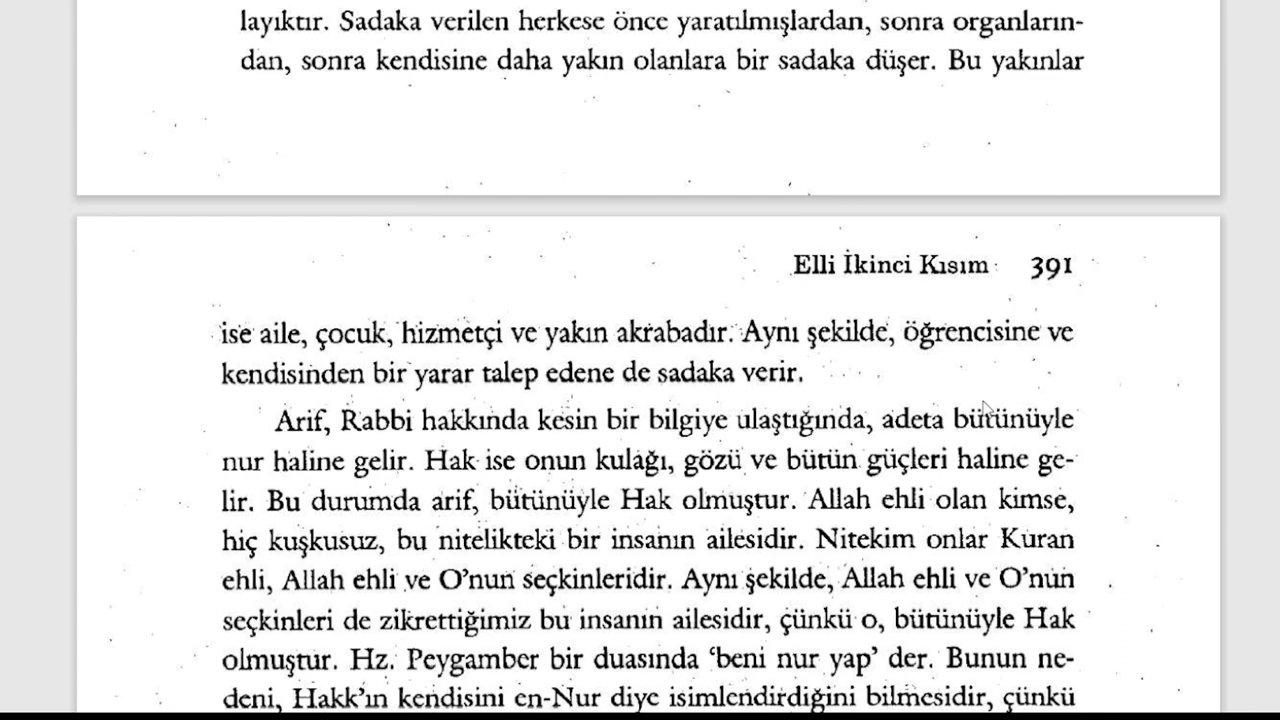 layıktır. Sadaka verilen herkese önce yaratılmışlardan, sonra organların-
dan, sonra kendisine daha yakın olanlara bir sadaka düşer. Bu yakınlar
Elli İkinci Kısım 391
ise aile, çocuk, hizmetçi ve yakın akrabadır. Aynı şekilde, öğrencisine ve
kendisinden bir yarar talep edene de sadaka verir.
Arif, Rabbi hakkında kesin bir bilgiye ulaştığında, adeta bütünüyle
nur haline gelir. Hak ise onun kulağı, gözü ve bütün güçleri haline ge-
lir. Bu durumda arif, bütünüyle Hak olmuştur. Allah ehli olan kimse,
hiç kuşkusuz, bu nitelikteki bir insanın ailesidir. Nitekim onlar Kuran
ehli, Allah ehli ve O’nun seçkinleridir. Aynı şekilde, Allah ehli ve O’nun
seçkinleri de zikrettiğimiz bu insanın ailesidir, çünkü o, bütünüyle Hak
olmuştur. Hz. Peygamber bir duasında ‘beni nur yap’ der. Bunun ne-
deni, Hakk’ın kendisini en-Nur diye isimlendirdiğini bilmesidir, çünkü